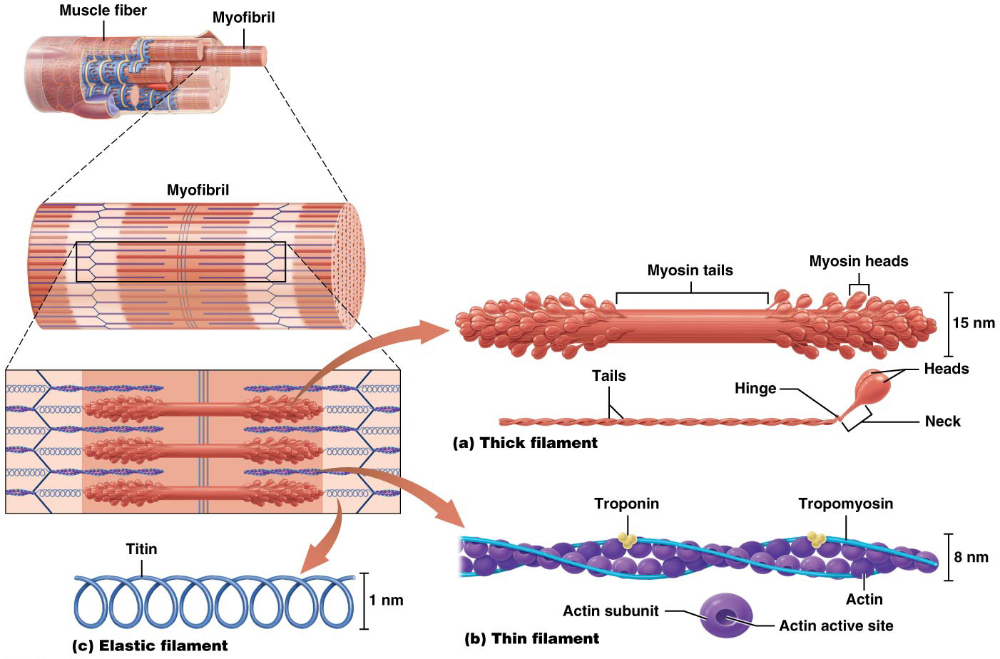 Muscle fiber
Myofibril
Myofibril
Myosin tails
Myosin heads
15 nm
Tails
Hinge
Heads
Neck
(a) Thick filament
Troponin
Tropomyosin
8 nm
Actin
Actin subunit
Actin active site
(b) Thin filament
Titin
1 nm
(c) Elastic filament